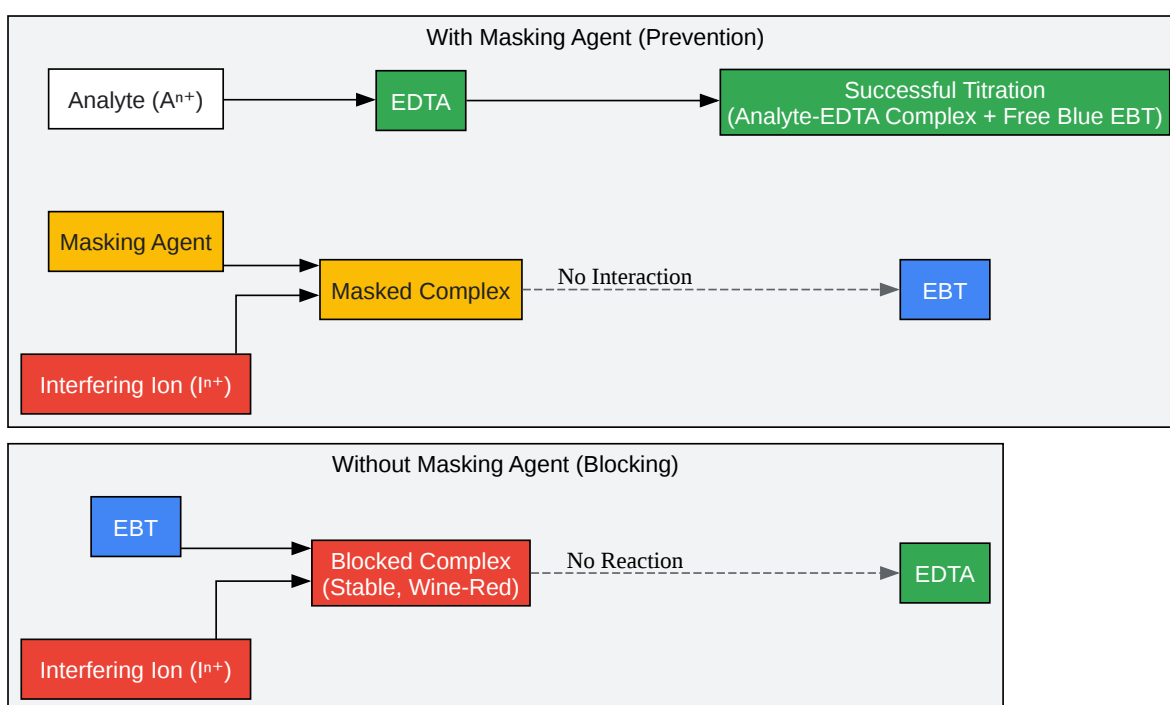 With Masking Agent (Prevention)
Analyte (Aⁿ⁺)
EDTA
Successful Titration
(Analyte-EDTA Complex + Free Blue EBT)
Masking Agent
Masked Complex
No Interaction
EBT
Interfering Ion (Iⁿ⁺)
Without Masking Agent (Blocking)
EBT
Blocked Complex
(Stable, Wine-Red)
No Reaction
EDTA
Interfering Ion (Iⁿ⁺)